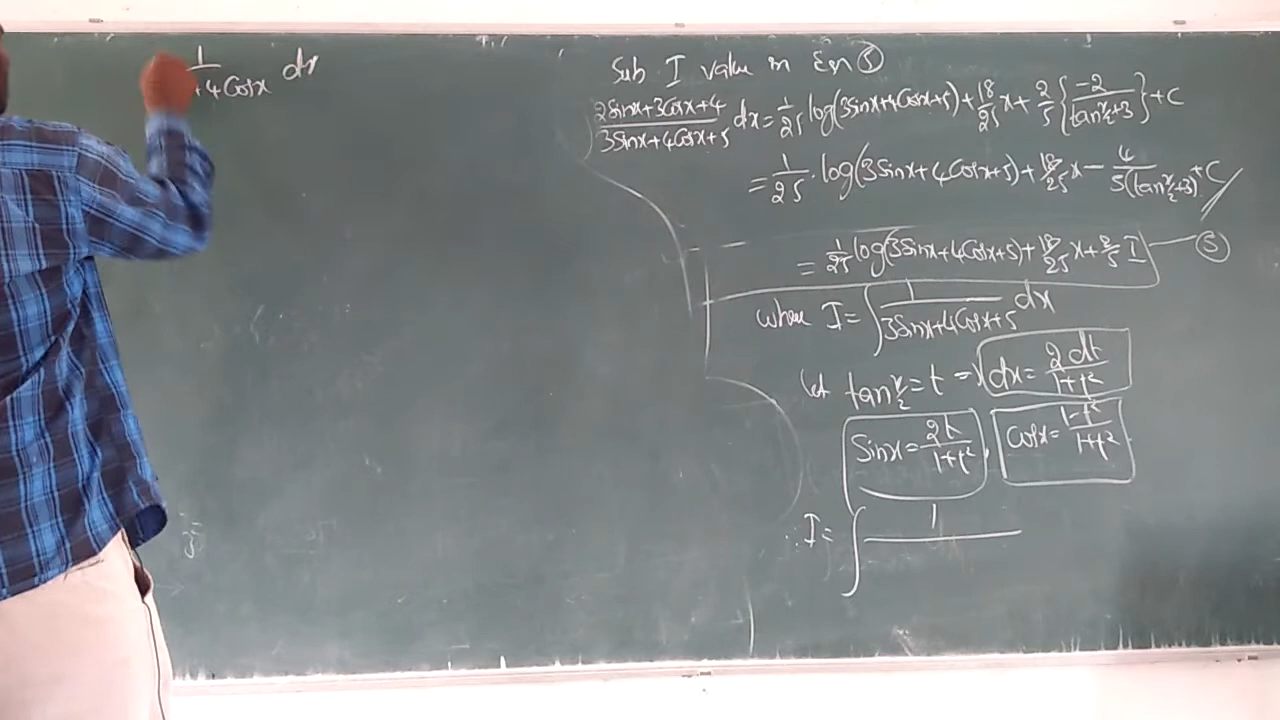 1/+4Cosx dx
Sub I value in Eqn ⑤
2Sinx+3Cosx+4/3Sinx+4Cosx+5 dx = 1/25 log(3Sinx+4Cosx+5)+18/25 x+2/5{-2/tan x/2+3}+C
= 1/25 . log(3Sinx+4Cosx+5)+18/25 x - 4/5(tan x/2+3) + C //
= 1/25 log(3Sinx+4Cosx+5)+18/25 x+2/5 I — ⑤
where I = ∫ 1/3Sinx+4Cosx+5 dx
let tan x/2 = t => dx = 2dt/1+t²
Sinx = 2t/1+t², Cosx = 1-t²/1+t²
∴ I = ∫ 1/